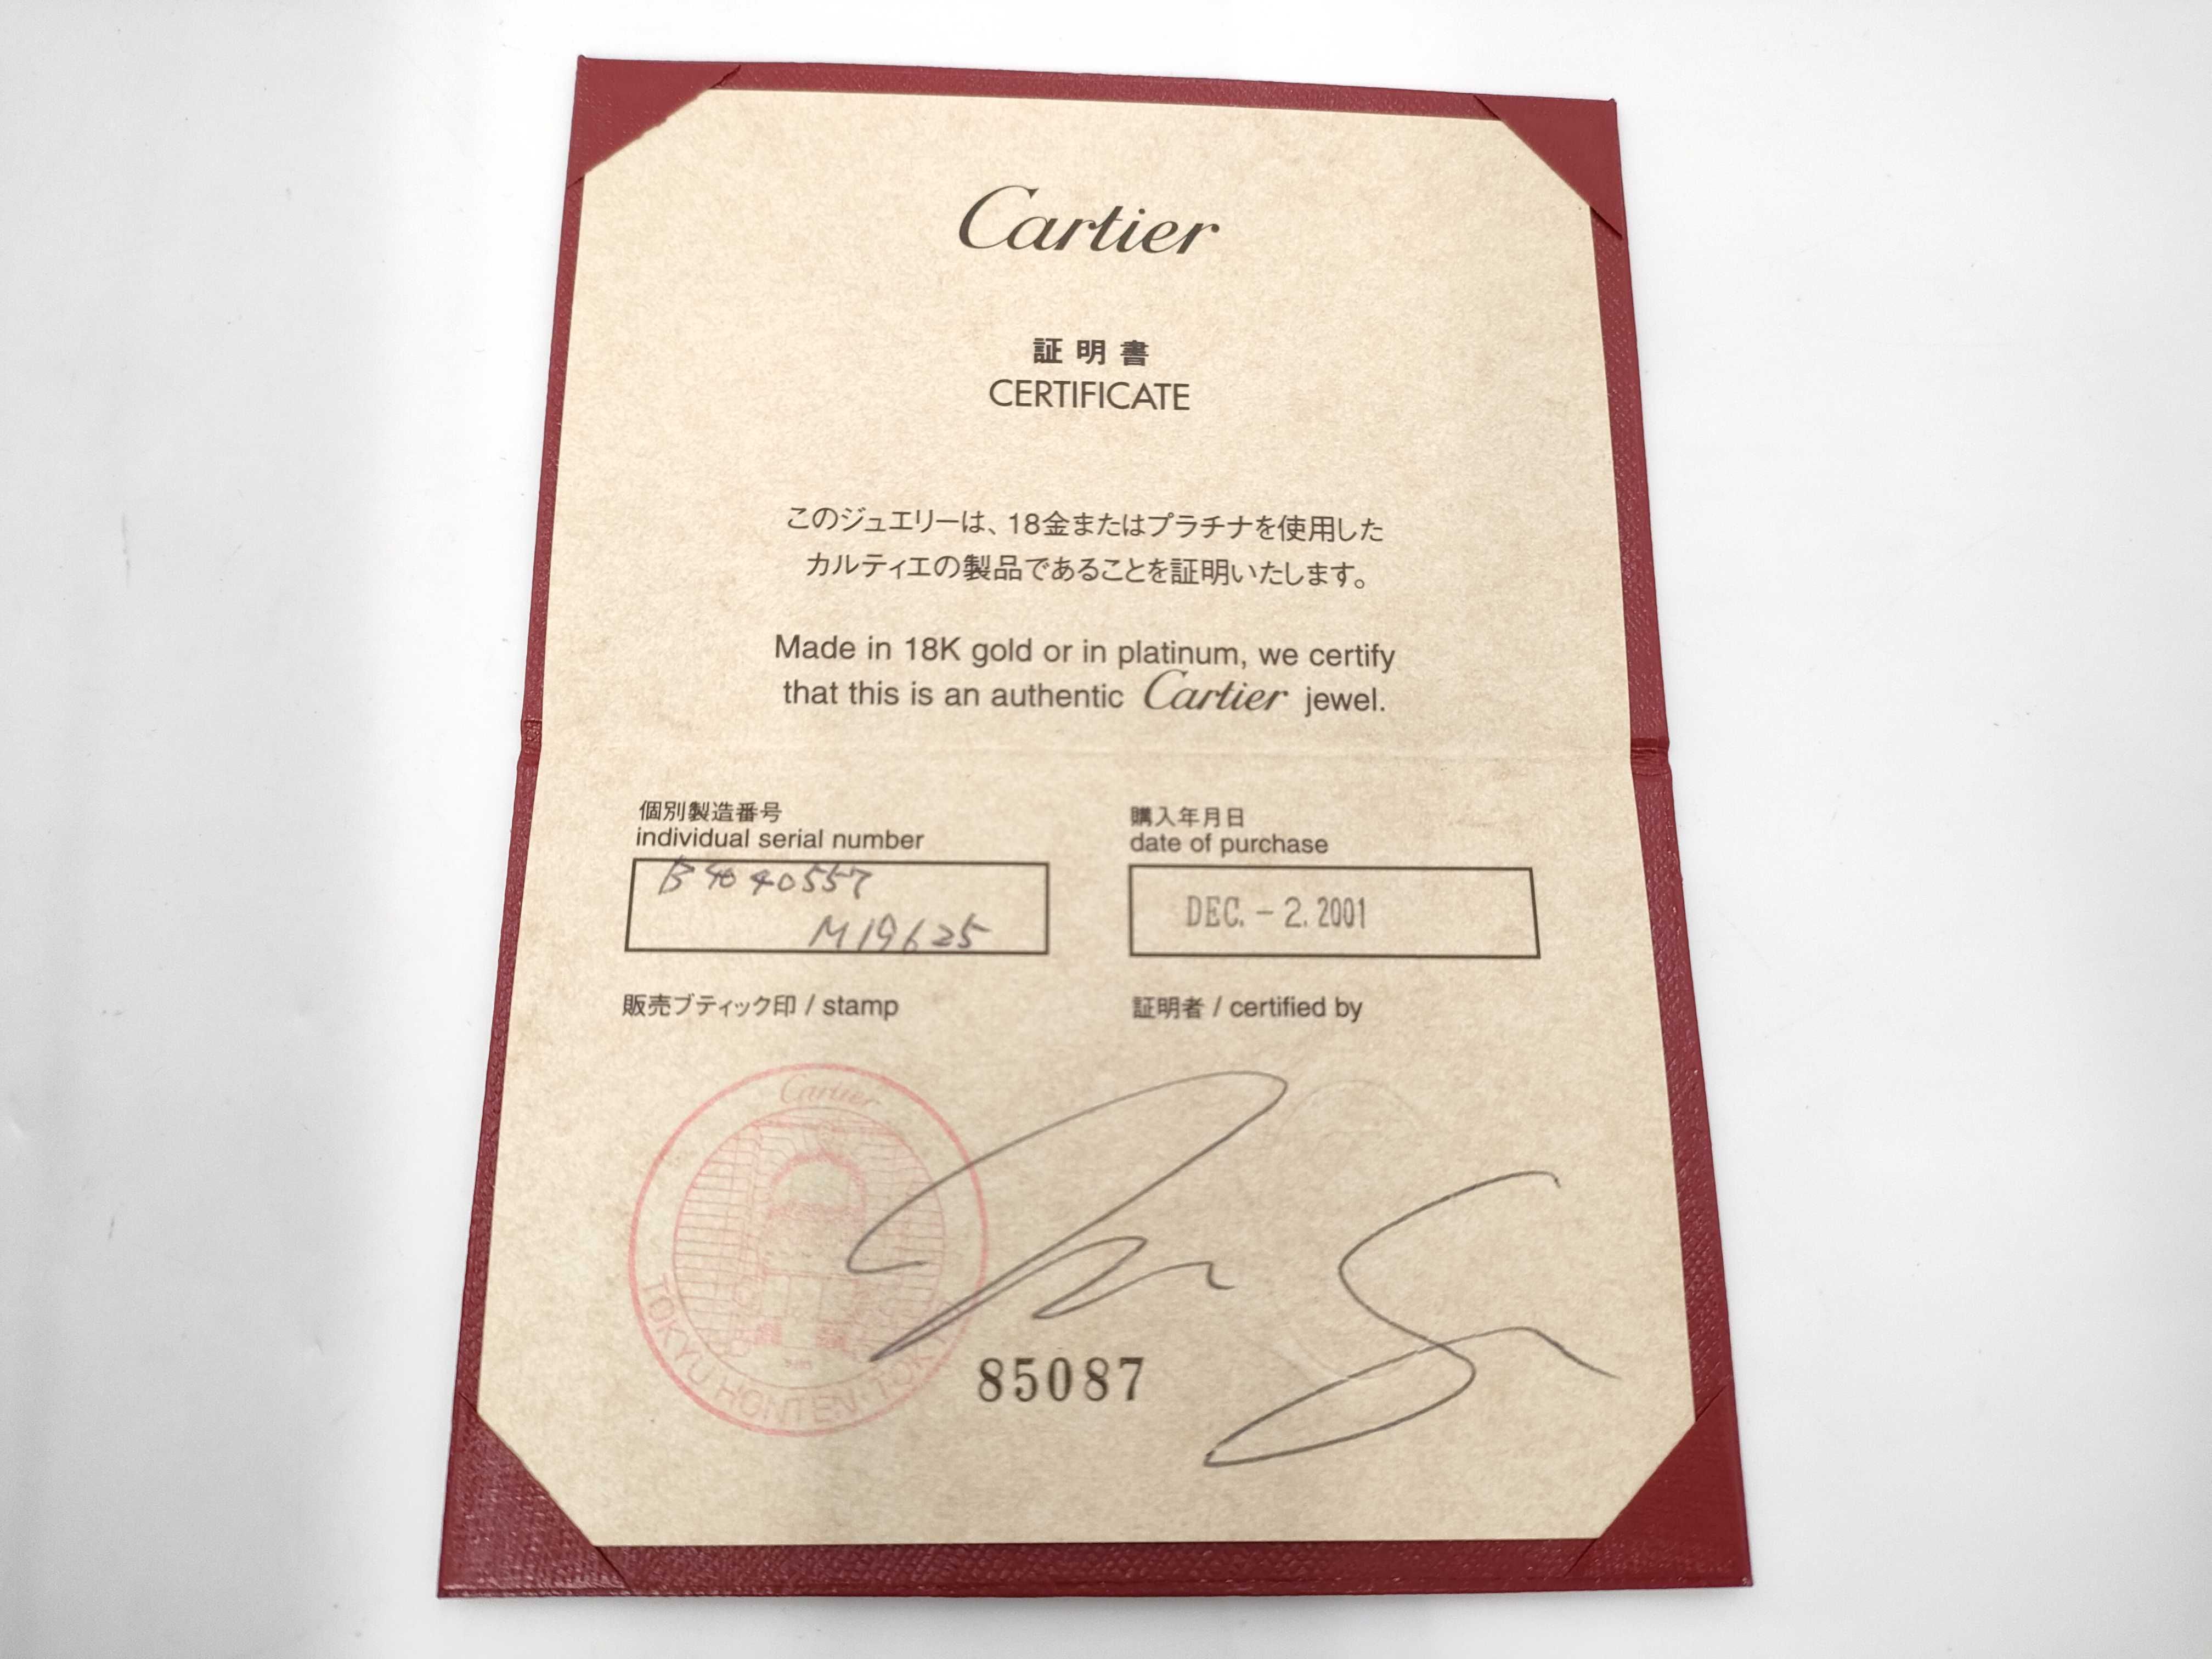 Cartier
証明書
CERTIFICATE
このジュエリーは、18金またはプラチナを使用した
カルティエの製品であることを証明いたします。
Made in 18K gold or in platinum, we certify
that this is an authentic Cartier jewel.
個別製造番号
individual serial number
B4040557
M19625
購入年月日
date of purchase
DEC. - 2. 2001
販売ブティック印 / stamp
証明者 / certified by
Cartier
TOKYU HONTEN・TOKY
85087